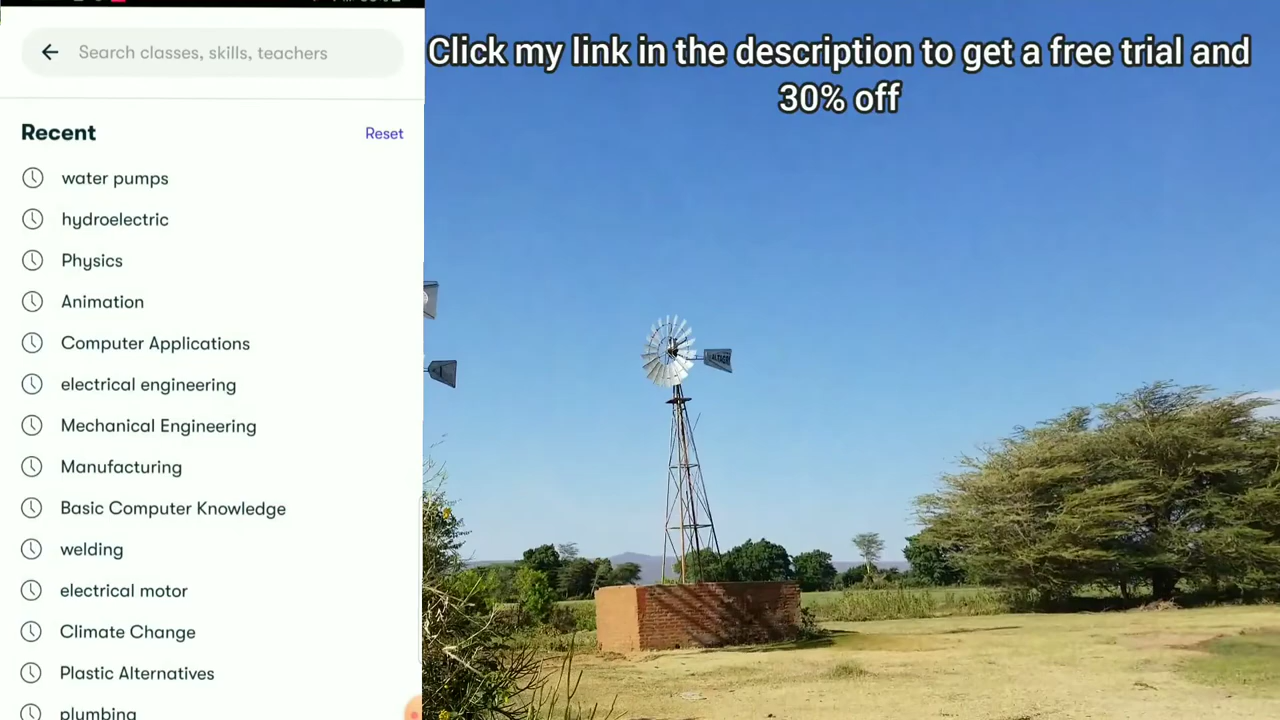 Search classes, skills, teachers
Recent
Reset
water pumps
hydroelectric
Physics
Animation
Computer Applications
electrical engineering
Mechanical Engineering
Manufacturing
Basic Computer Knowledge
welding
electrical motor
Climate Change
Plastic Alternatives
plumbing
Click my link in the description to get a free trial and
30% off